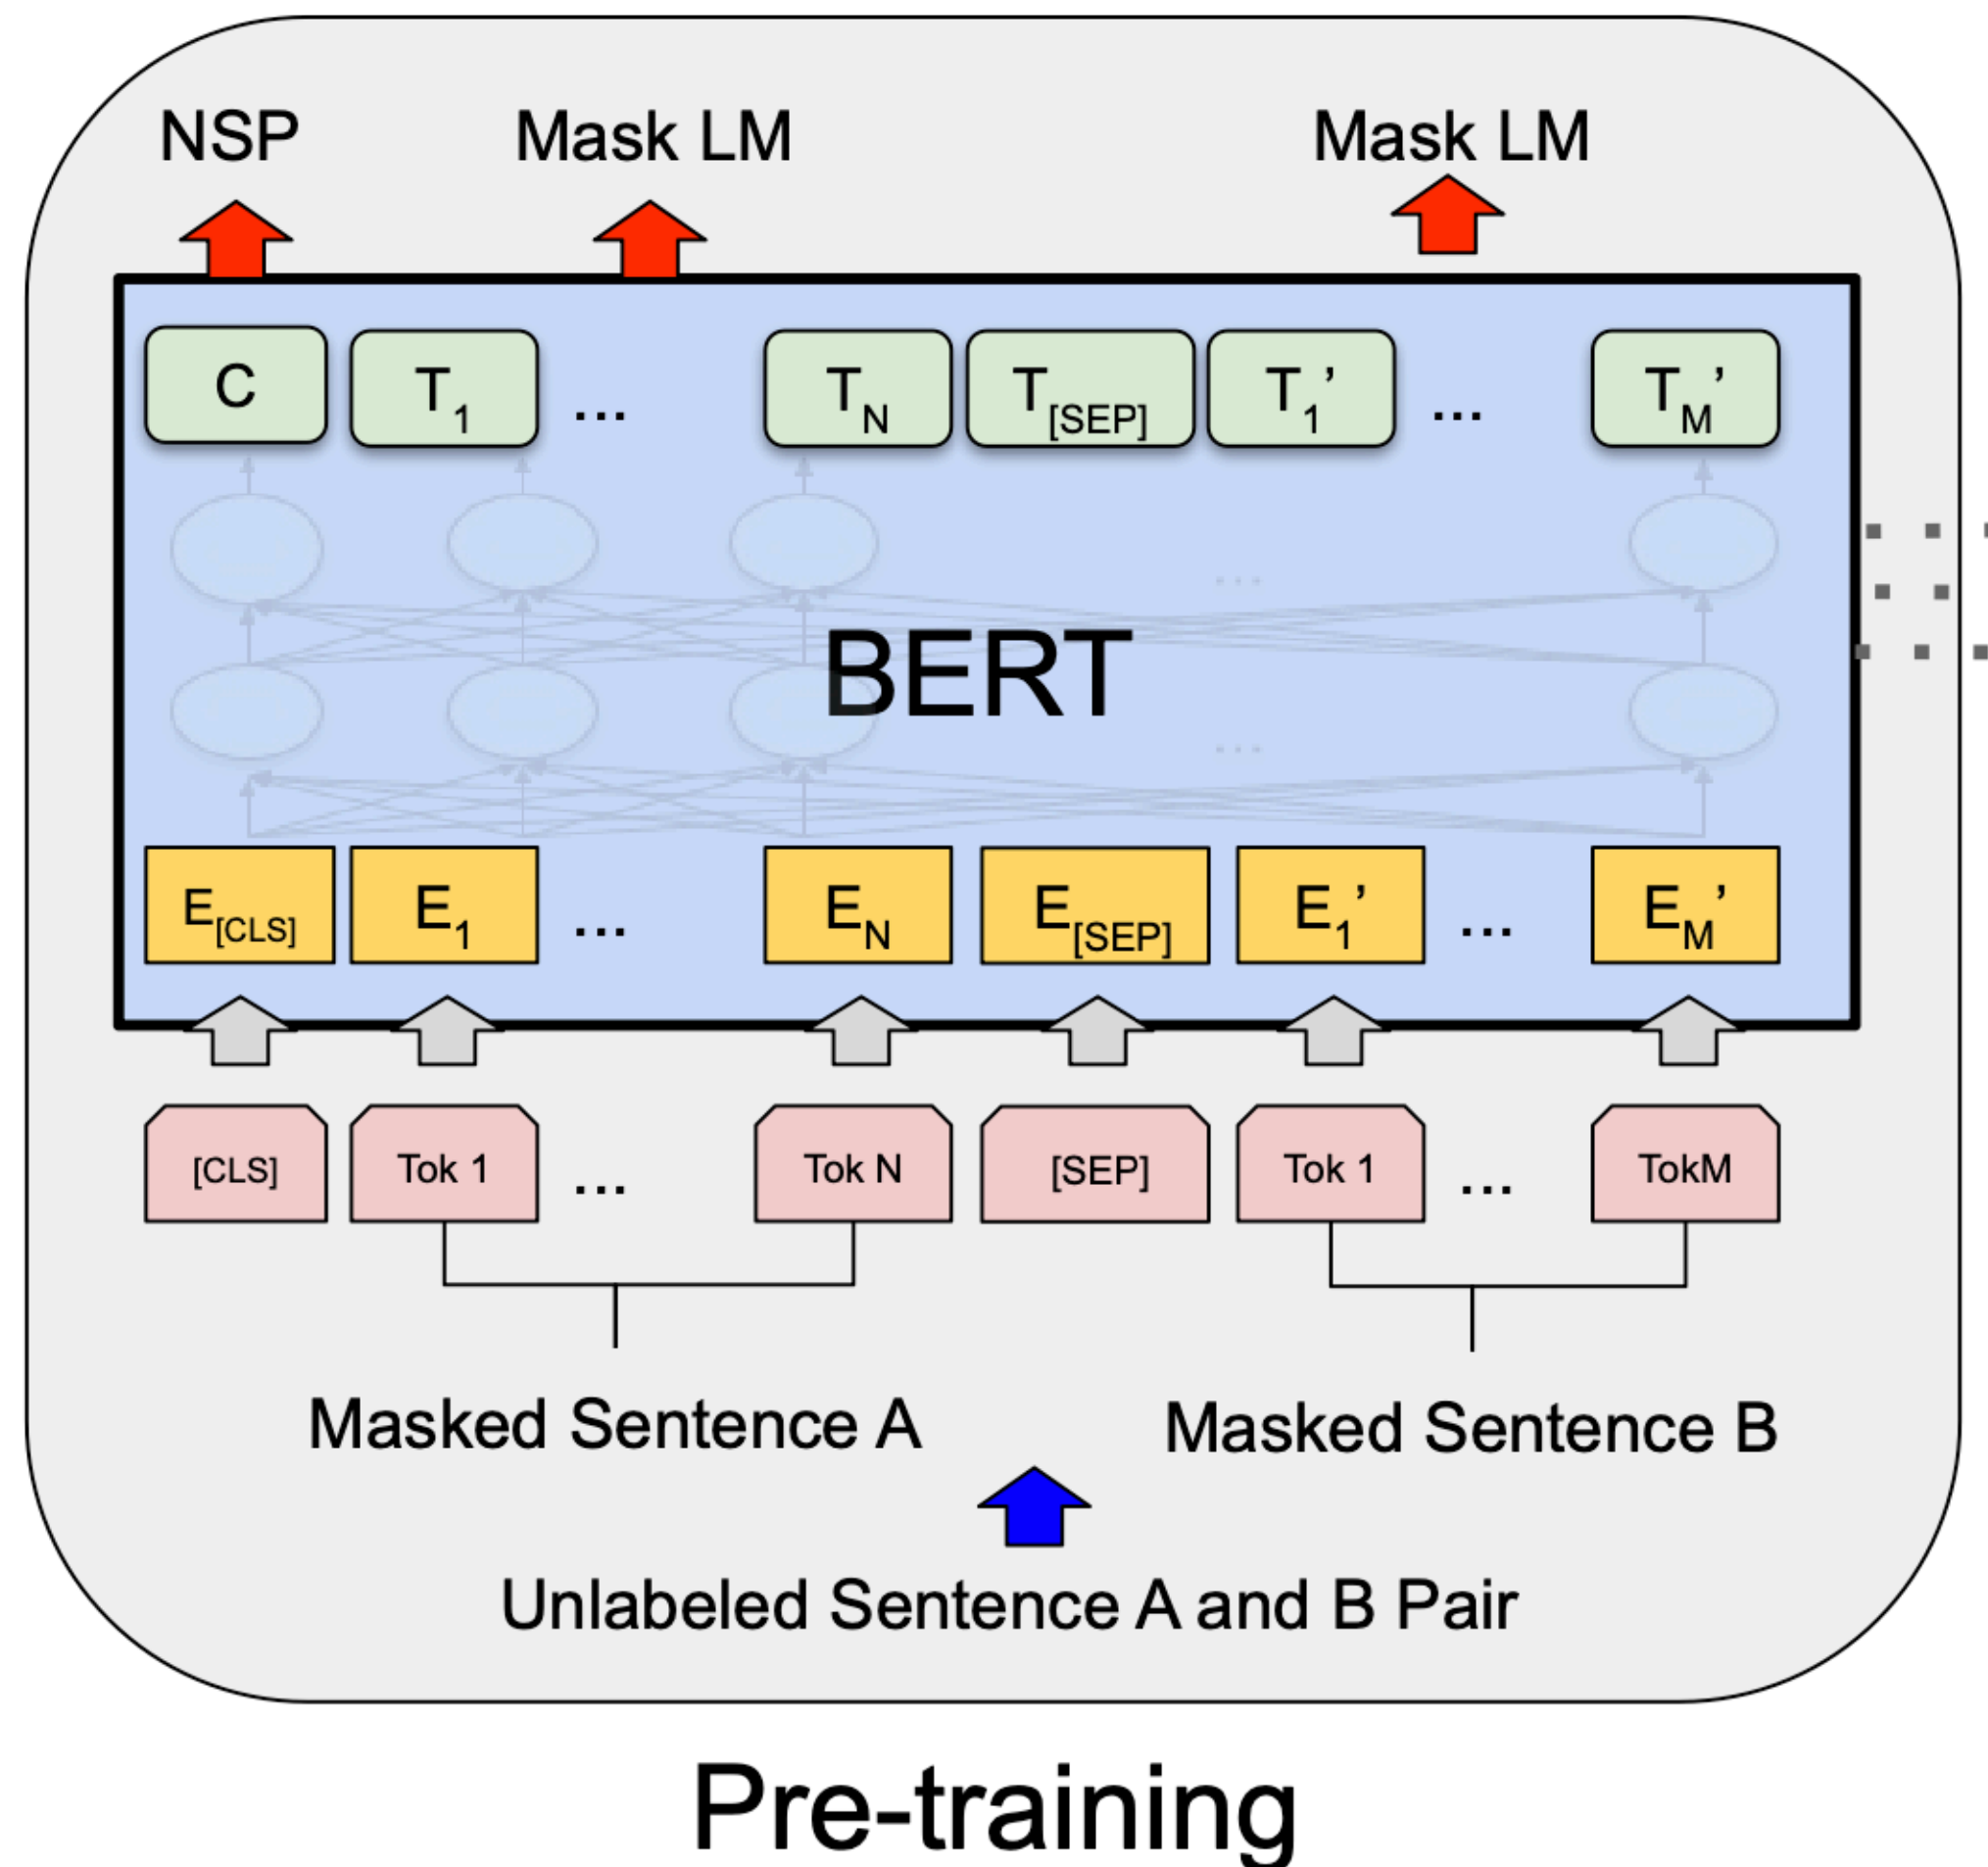 NSP Mask LM Mask LM
C T1 ... TN T[SEP] T1’ ... TM’
BERT
E[CLS] E1 ... EN E[SEP] E1’ ... EM’
[CLS] Tok 1 ... Tok N [SEP] Tok 1 ... TokM
Masked Sentence A Masked Sentence B
Unlabeled Sentence A and B Pair
Pre-training